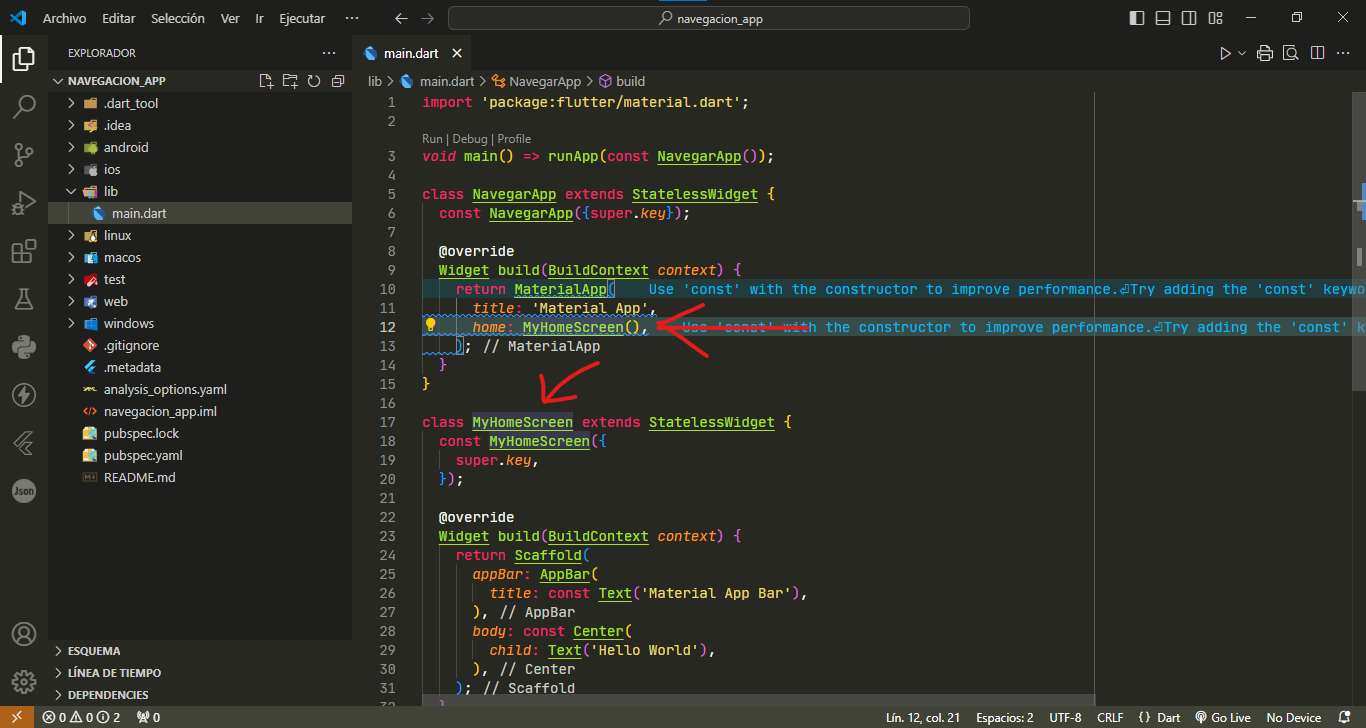 Archivo Editar Selección Ver Ir Ejecutar ··· navegacion_app
EXPLORADOR ···
NAVEGACION_APP
.dart_tool
.idea
android
ios
lib
main.dart
linux
macos
test
web
windows
.gitignore
.metadata
analysis_options.yaml
navegacion_app.iml
pubspec.lock
pubspec.yaml
README.md
ESQUEMA
LÍNEA DE TIEMPO
DEPENDENCIES
Json
main.dart
lib > main.dart > NavegarApp > build
1 import 'package:flutter/material.dart';
2
Run | Debug | Profile
3 void main() => runApp(const NavegarApp());
4
5 class NavegarApp extends StatelessWidget {
6 const NavegarApp({super.key});
7
8 @override
9 Widget build(BuildContext context) {
10 return MaterialApp( Use 'const' with the constructor to improve performance.⏎Try adding the 'const' keywo
11 title: 'Material App',
12 home: MyHomeScreen(), Use 'const' with the constructor to improve performance.⏎Try adding the 'const' k
13 ); // MaterialApp
14 }
15 }
16
17 class MyHomeScreen extends StatelessWidget {
18 const MyHomeScreen({
19 super.key,
20 });
21
22 @override
23 Widget build(BuildContext context) {
24 return Scaffold(
25 appBar: AppBar(
26 title: const Text('Material App Bar'),
27 ), // AppBar
28 body: const Center(
29 child: Text('Hello World'),
30 ), // Center
31 ); // Scaffold
32 }
0 0 2 0 Lín. 12, col. 21 Espacios: 2 UTF-8 CRLF {} Dart Go Live No Device